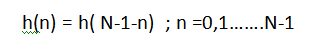 h(n) = h( N-1-n)  ; n =0,1…….N-1